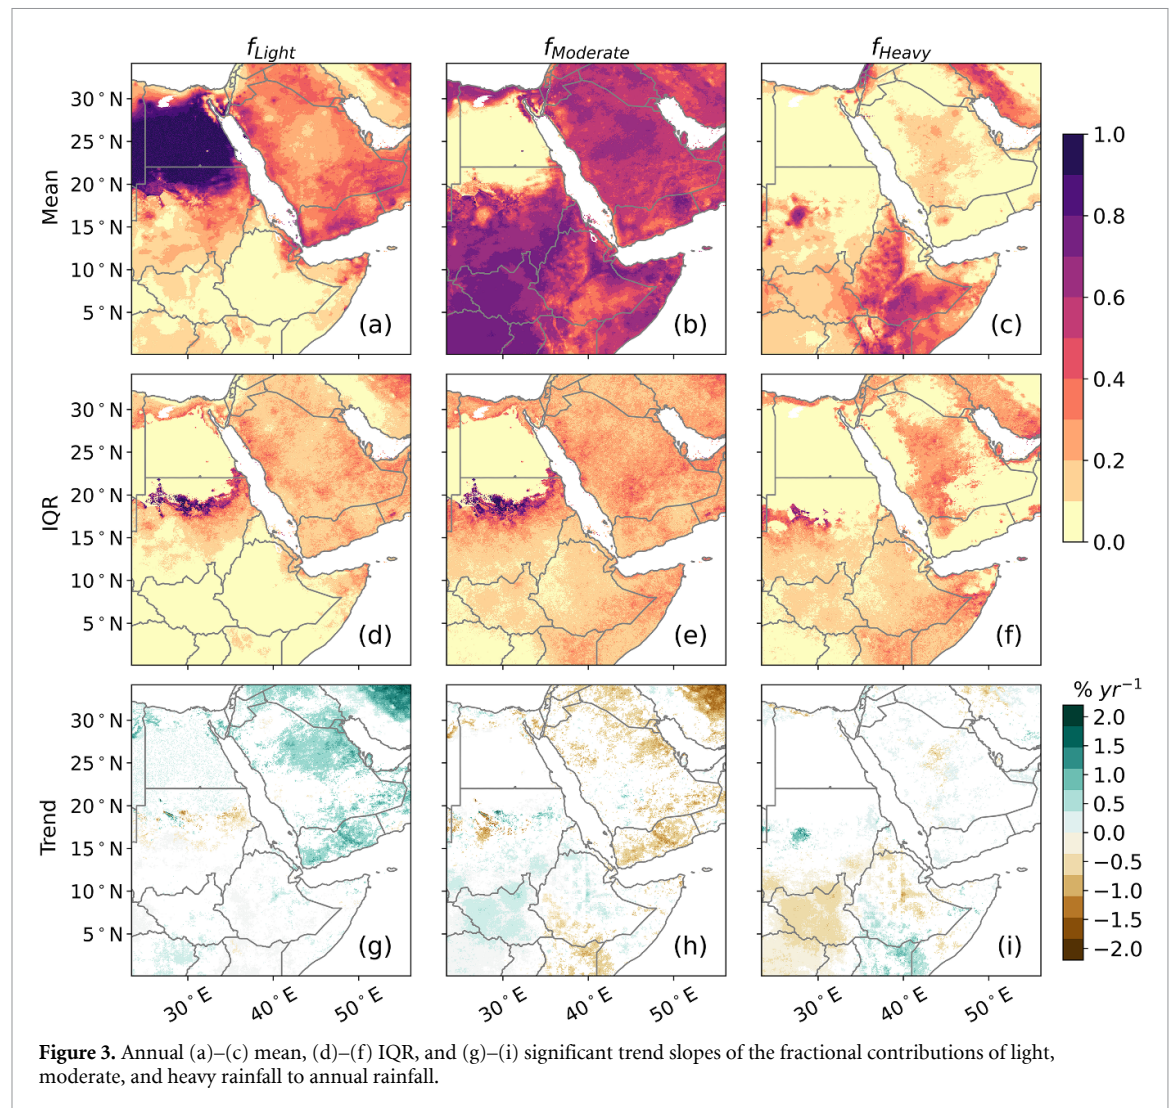 f_Light f_Moderate f_Heavy
Mean
30° N
25° N
20° N
15° N
10° N
5° N
(a) (b) (c)
1.0
0.8
0.6
0.4
0.2
0.0
IQR
30° N
25° N
20° N
15° N
10° N
5° N
(d) (e) (f)
Trend
30° N
25° N
20° N
15° N
10° N
5° N
(g) (h) (i)
% yr⁻¹
2.0
1.5
1.0
0.5
0.0
−0.5
−1.0
−1.5
−2.0
30° E 40° E 50° E 30° E 40° E 50° E 30° E 40° E 50° E
Figure 3. Annual (a)–(c) mean, (d)–(f) IQR, and (g)–(i) significant trend slopes of the fractional contributions of light,
moderate, and heavy rainfall to annual rainfall.